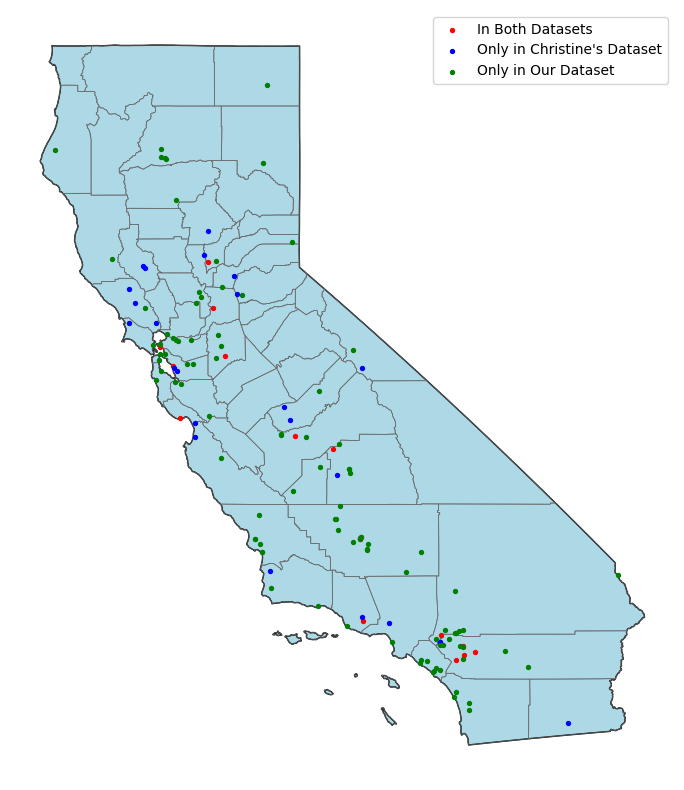 In Both Datasets
Only in Christine's Dataset
Only in Our Dataset